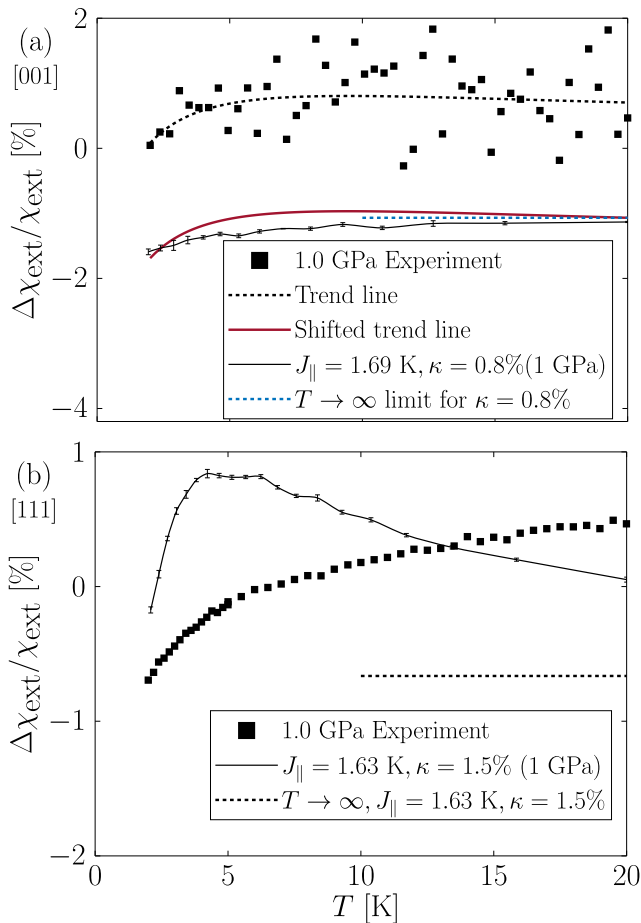 (a)
[001]
Δχext/χext [%]
2
0
−2
−4
1.0 GPa Experiment
Trend line
Shifted trend line
J∥ = 1.69 K, κ = 0.8%(1 GPa)
T → ∞ limit for κ = 0.8%
(b)
[111]
Δχext/χext [%]
1
0
−1
−2
1.0 GPa Experiment
J∥ = 1.63 K, κ = 1.5% (1 GPa)
T → ∞, J∥ = 1.63 K, κ = 1.5%
0 5 10 15 20
T [K]